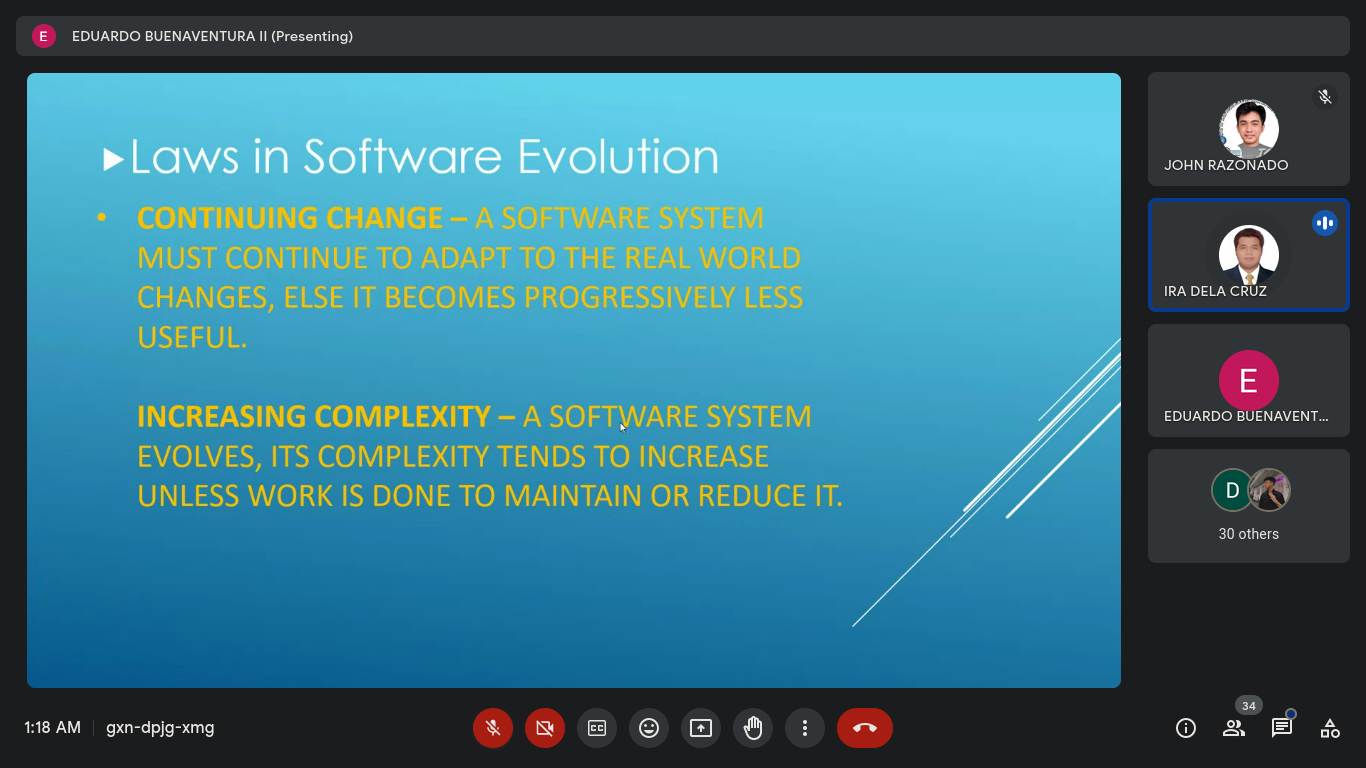 E EDUARDO BUENAVENTURA II (Presenting)
Laws in Software Evolution
• CONTINUING CHANGE – A SOFTWARE SYSTEM
MUST CONTINUE TO ADAPT TO THE REAL WORLD
CHANGES, ELSE IT BECOMES PROGRESSIVELY LESS
USEFUL.
INCREASING COMPLEXITY – A SOFTWARE SYSTEM
EVOLVES, ITS COMPLEXITY TENDS TO INCREASE
UNLESS WORK IS DONE TO MAINTAIN OR REDUCE IT.
JOHN RAZONADO
IRA DELA CRUZ
E
EDUARDO BUENAVENT...
D
30 others
1:18 AM | gxn-dpjg-xmg
CC
34